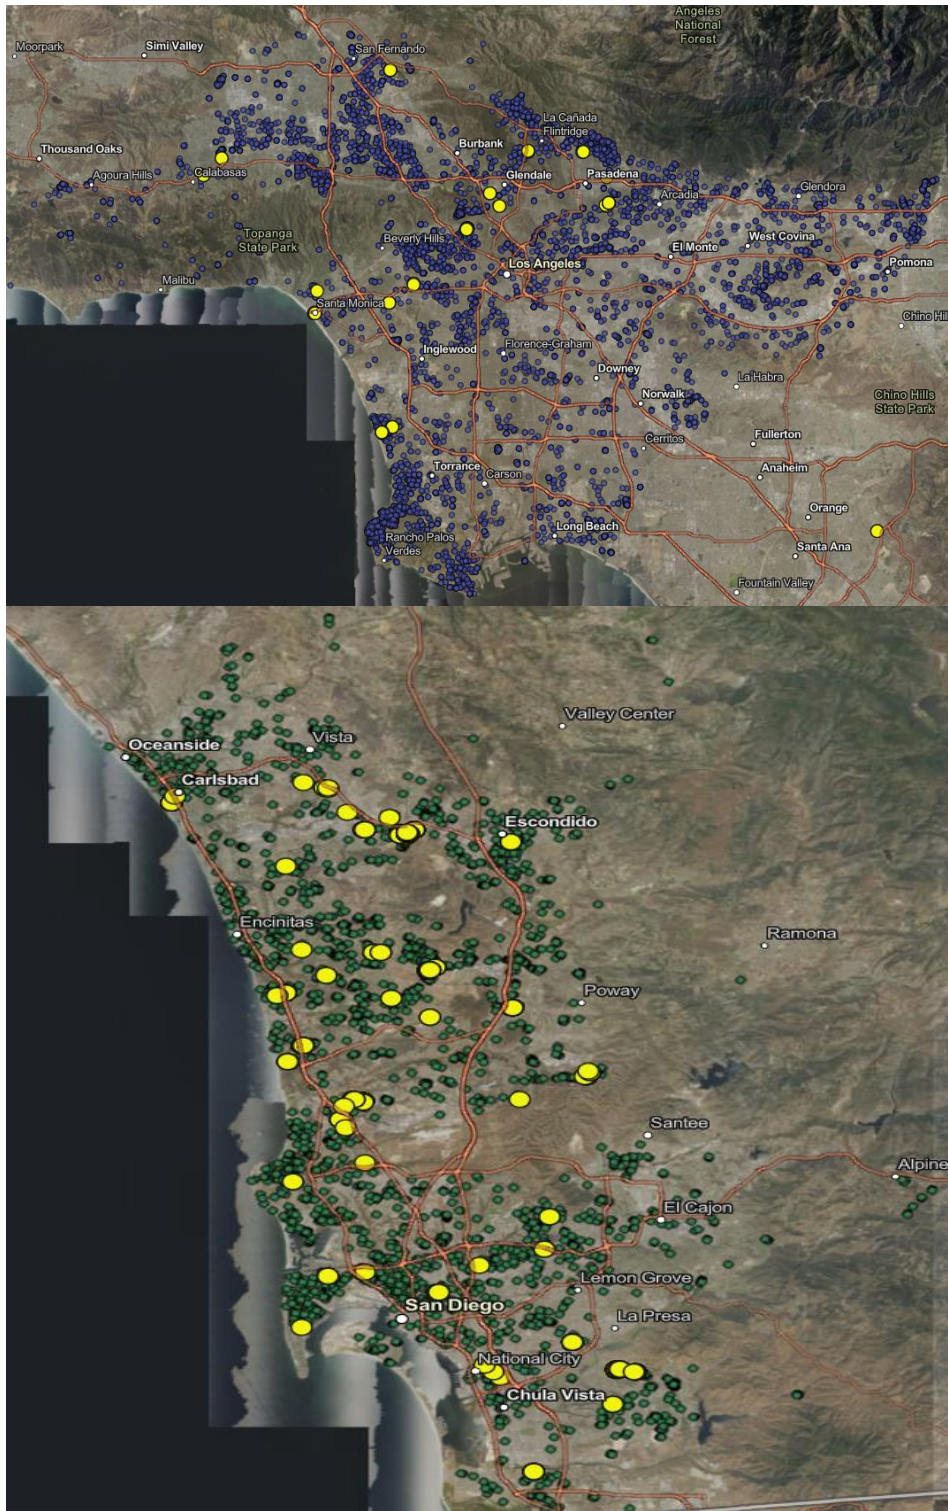 Angeles
National
Forest
Moorpark
Simi Valley
San Fernando
La Cañada
Flintridge
Burbank
Thousand Oaks
Agoura Hills
Calabasas
Glendale
Pasadena
Arcadia
Glendora
Topanga
State Park
Beverly Hills
El Monte
West Covina
Los Angeles
Pomona
Malibu
Santa Monica
Chino Hil
Inglewood
Florence-Graham
Downey
La Habra
Norwalk
Chino Hills
State Park
Cerritos
Fullerton
Torrance
Carson
Anaheim
Orange
Long Beach
Rancho Palos
Verdes
Santa Ana
Fountain Valley
Valley Center
Vista
Oceanside
Carlsbad
Escondido
Encinitas
Ramona
Poway
Santee
Alpine
El Cajon
Lemon Grove
San Diego
La Presa
National City
Chula Vista